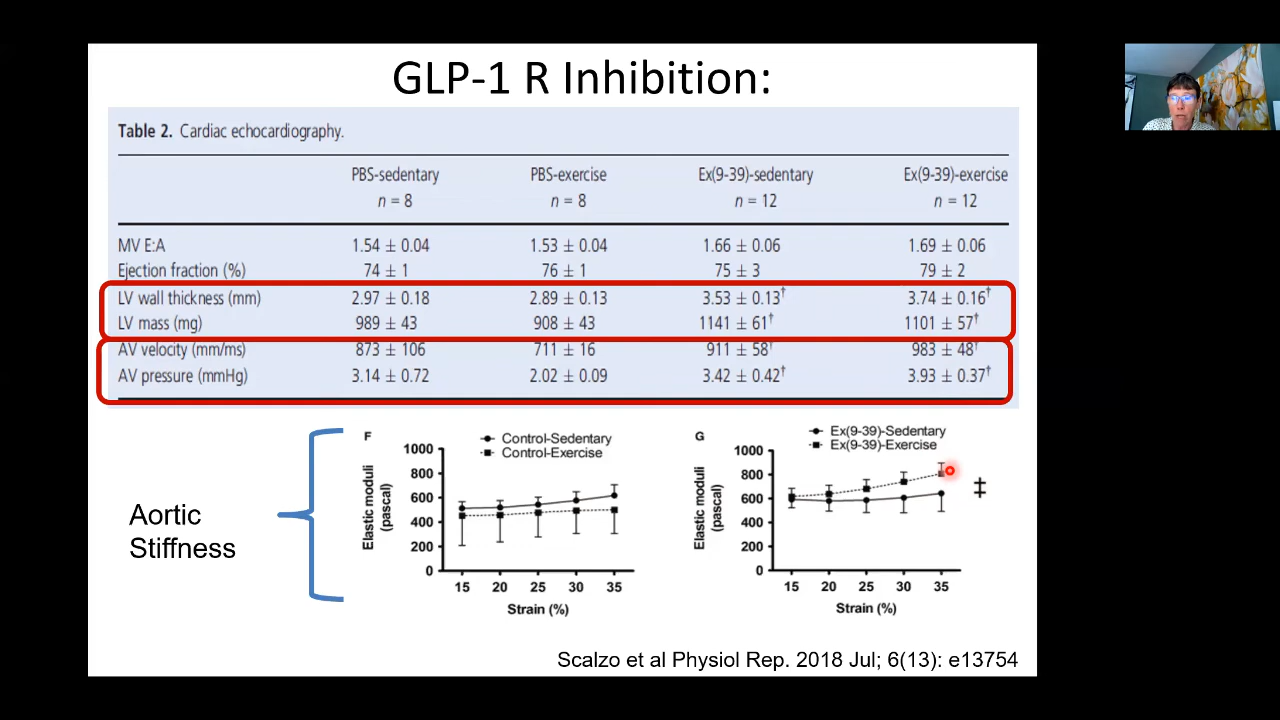 GLP-1 R Inhibition:
Table 2. Cardiac echocardiography.
PBS-sedentary PBS-exercise Ex(9-39)-sedentary Ex(9-39)-exercise
n = 8 n = 8 n = 12 n = 12
MV E:A 1.54 ± 0.04 1.53 ± 0.04 1.66 ± 0.06 1.69 ± 0.06
Ejection fraction (%) 74 ± 1 76 ± 1 75 ± 3 79 ± 2
LV wall thickness (mm) 2.97 ± 0.18 2.89 ± 0.13 3.53 ± 0.13† 3.74 ± 0.16†
LV mass (mg) 989 ± 43 908 ± 43 1141 ± 61† 1101 ± 57†
AV velocity (mm/ms) 873 ± 106 711 ± 16 911 ± 58† 983 ± 48†
AV pressure (mmHg) 3.14 ± 0.72 2.02 ± 0.09 3.42 ± 0.42† 3.93 ± 0.37†
Aortic
Stiffness
F
Control-Sedentary
Control-Exercise
Elastic moduli
(pascal)
1000
800
600
400
200
0
15 20 25 30 35
Strain (%)
G
Ex(9-39)-Sedentary
Ex(9-39)-Exercise
Elastic moduli
(pascal)
1000
800
600
400
200
0
15 20 25 30 35
Strain (%)
‡
Scalzo et al Physiol Rep. 2018 Jul; 6(13): e13754